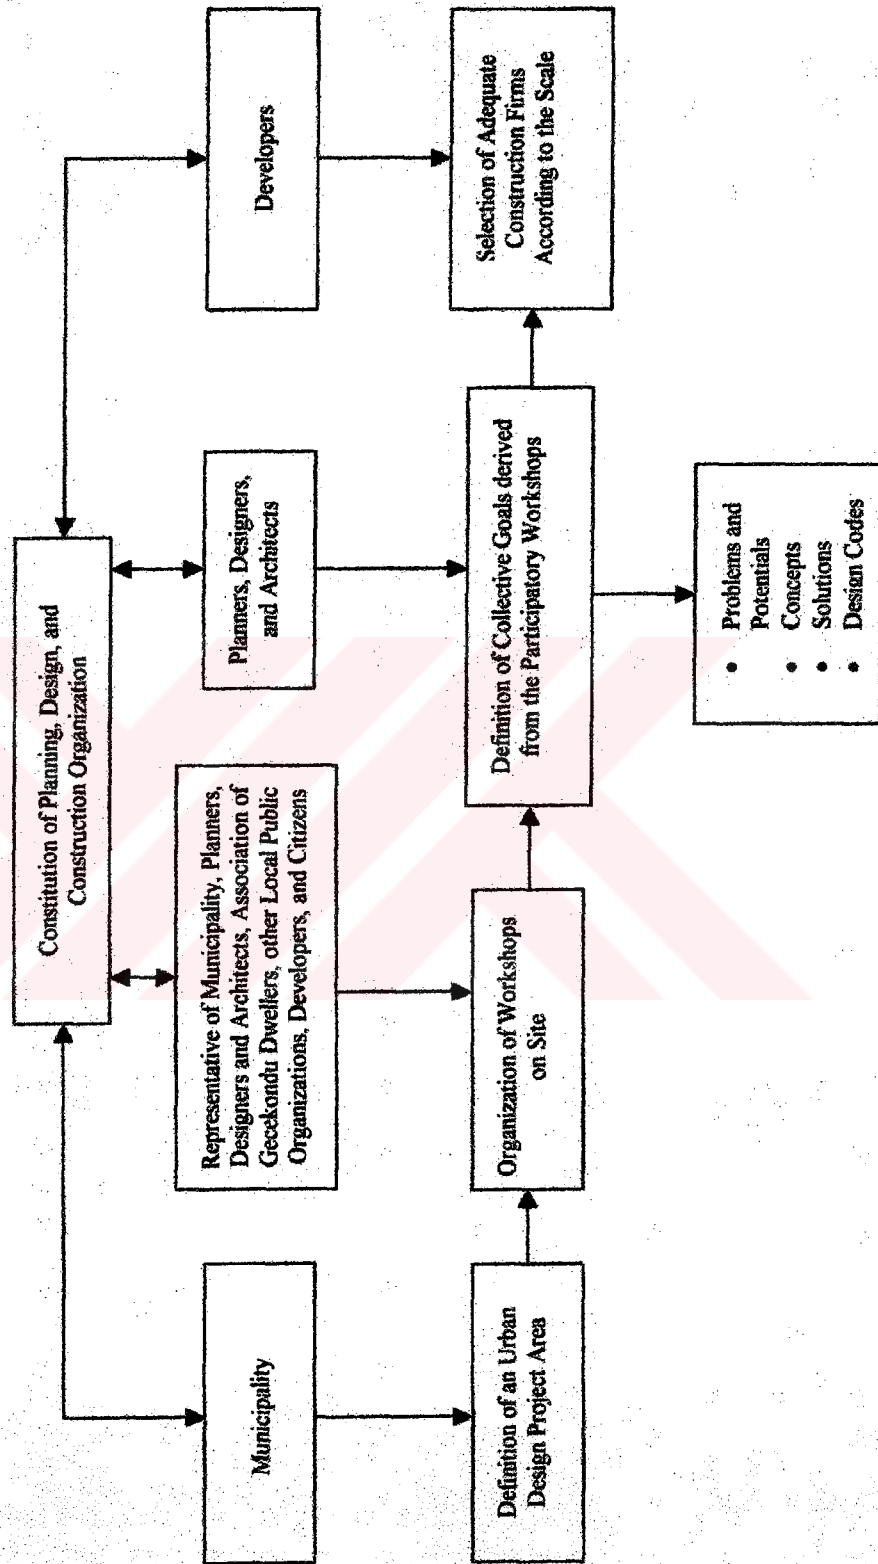 Constitution of Planning, Design, and
Construction Organization
Municipality
Representative of Municipality, Planners,
Designers and Architects, Association of
Gecekondu Dwellers, other Local Public
Organizations, Developers, and Citizens
Planners, Designers,
and Architects
Developers
Definition of an Urban
Design Project Area
Organization of Workshops
on Site
Definition of Collective Goals derived
from the Participatory Workshops
Selection of Adequate
Construction Firms
According to the Scale
• Problems and
Potentials
• Concepts
• Solutions
• Design Codes